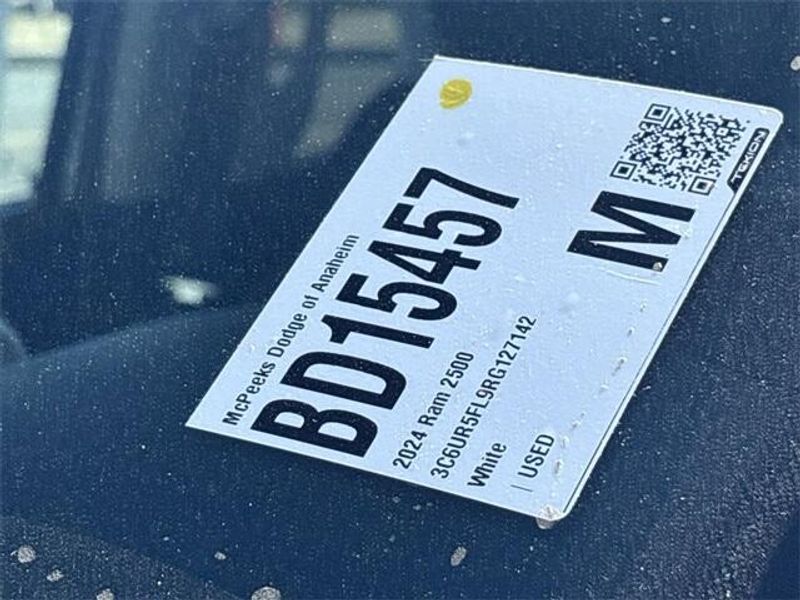 McPeeks Dodge of Anaheim
BD15457
2024 Ram 2500
3C6UR5FL9RG127142
White
| USED
M
TEKION